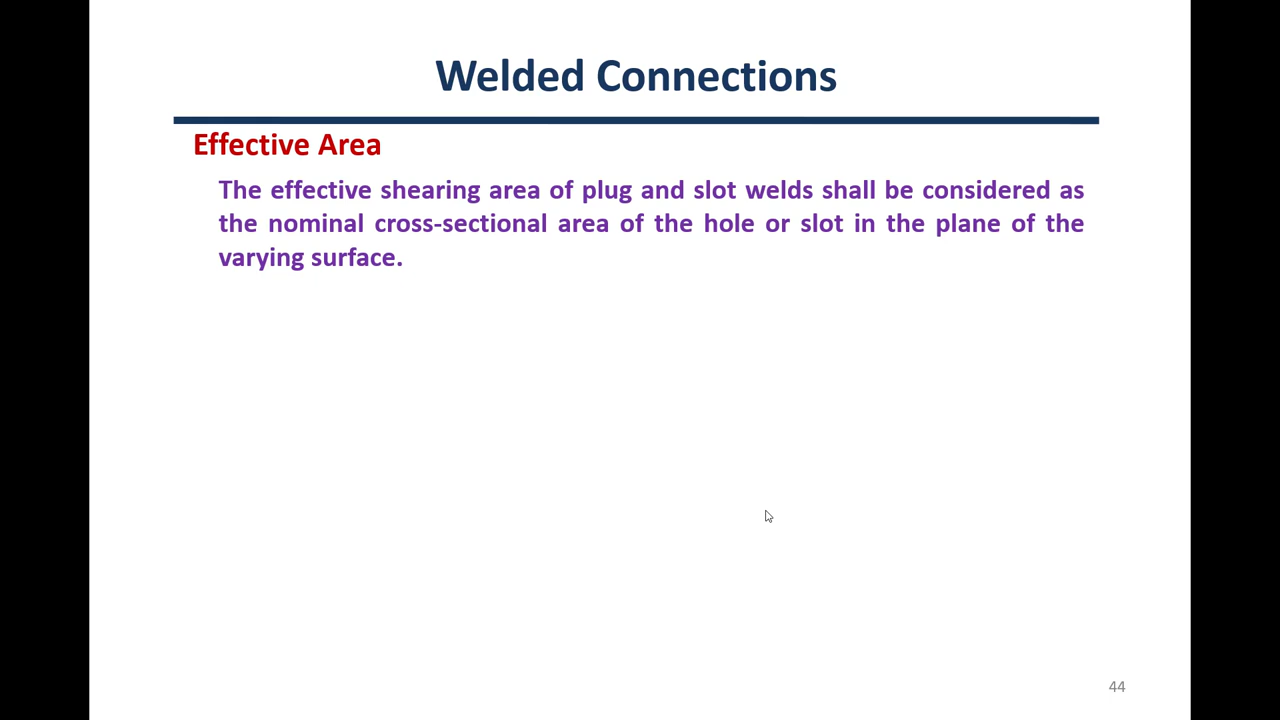 Welded Connections
Effective Area
The effective shearing area of plug and slot welds shall be considered as
the nominal cross-sectional area of the hole or slot in the plane of the
varying surface.
44